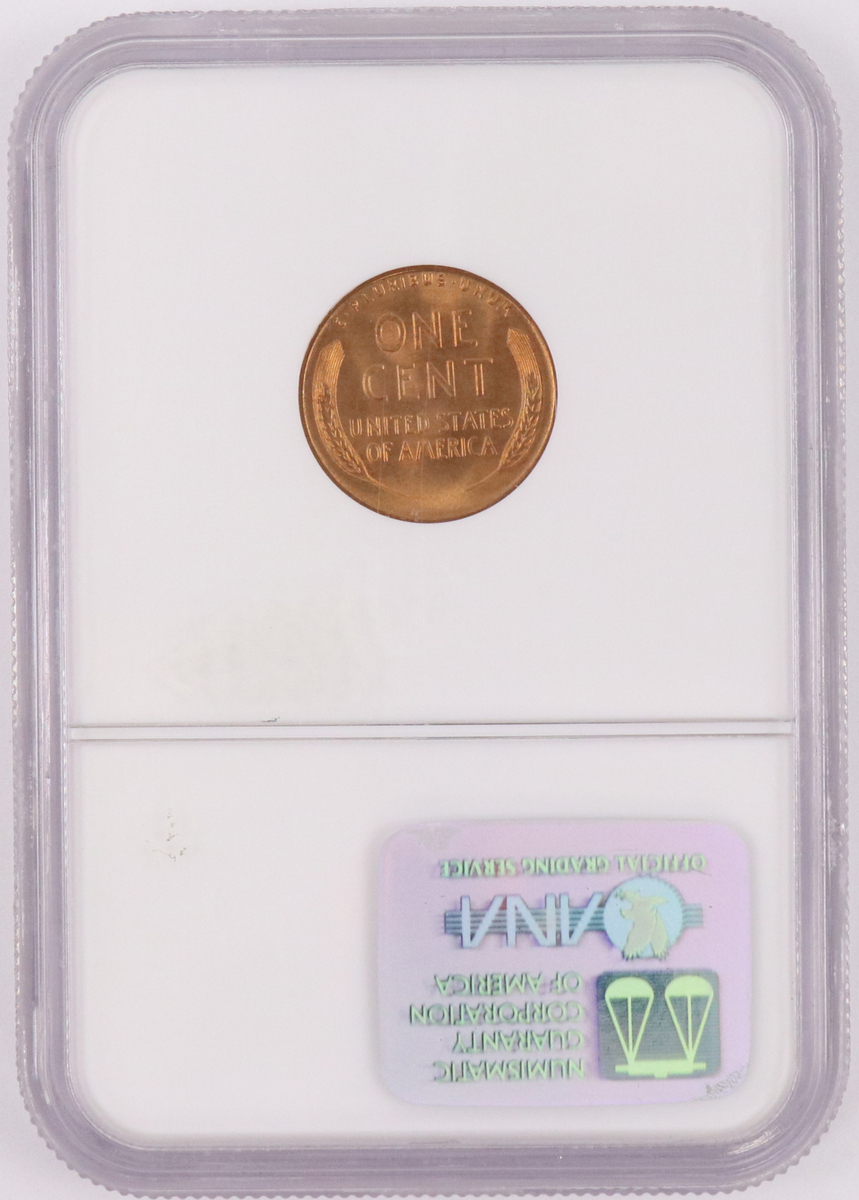 E·PLURIBUS·UNUM
ONE
CENT
UNITED STATES
OF AMERICA
NUMISMATIC
GUARANTY
CORPORATION
OF AMERICA
ANA
OFFICIAL GRADING SERVICE